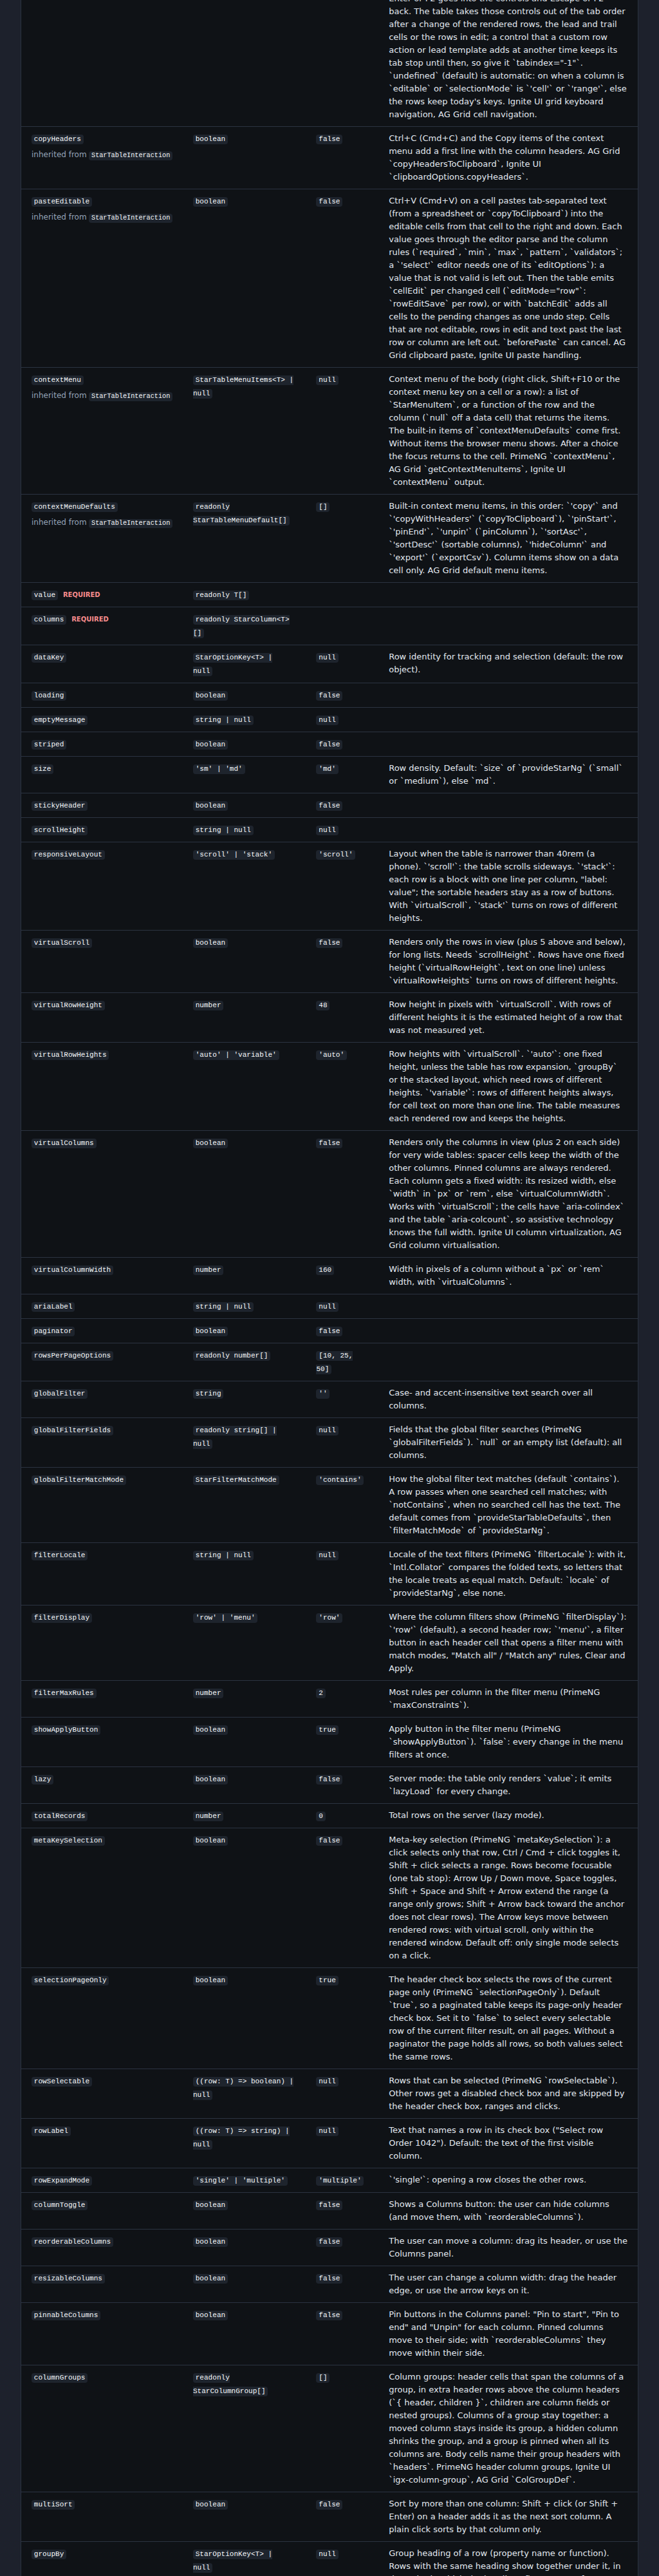 back. The table takes those controls out of the tab order
after a change of the rendered rows, the lead and trail
cells or the rows in edit; a control that a custom row
action or lead template adds at another time keeps its
tab stop until then, so give it `tabindex="-1"`.
`undefined` (default) is automatic: on when a column is
`editable` or `selectionMode` is `'cell'` or `'range'`, else
the rows keep today's keys. Ignite UI grid keyboard
navigation, AG Grid cell navigation.
copyHeaders boolean false Ctrl+C (Cmd+C) and the Copy items of the context
inherited from StarTableInteraction menu add a first line with the column headers. AG Grid
`copyHeadersToClipboard`, Ignite UI
`clipboardOptions.copyHeaders`.
pasteEditable boolean false Ctrl+V (Cmd+V) on a cell pastes tab-separated text
inherited from StarTableInteraction (from a spreadsheet or `copyToClipboard`) into the
editable cells from that cell to the right and down. Each
value goes through the editor parse and the column
rules (`required`, `min`, `max`, `pattern`, `validators`;
a `'select'` editor needs one of its `editOptions`): a
value that is not valid is left out. Then the table emits
`cellEdit` per changed cell (`editMode="row"`:
`rowEditSave` per row), or with `batchEdit` adds all
cells to the pending changes as one undo step. Cells
that are not editable, rows in edit and text past the last
row or column are left out. `beforePaste` can cancel. AG
Grid clipboard paste, Ignite UI paste handling.
contextMenu StarTableMenuItems<T> | null Context menu of the body (right click, Shift+F10 or the
inherited from StarTableInteraction null context menu key on a cell or a row): a list of
`StarMenuItem`, or a function of the row and the
column (`null` off a data cell) that returns the items.
The built-in items of `contextMenuDefaults` come first.
Without items the browser menu shows. After a choice
the focus returns to the cell. PrimeNG `contextMenu`,
AG Grid `getContextMenuItems`, Ignite UI
`contextMenu` output.
contextMenuDefaults readonly [] Built-in context menu items, in this order: `'copy'` and
inherited from StarTableInteraction StarTableMenuDefault[] `'copyWithHeaders'` (`copyToClipboard`), `'pinStart'`,
`'pinEnd'`, `'unpin'` (`pinColumn`), `'sortAsc'`,
`'sortDesc'` (sortable columns), `'hideColumn'` and
`'export'` (`exportCsv`). Column items show on a data
cell only. AG Grid default menu items.
value REQUIRED readonly T[]
columns REQUIRED readonly StarColumn<T>
[]
dataKey StarOptionKey<T> | null Row identity for tracking and selection (default: the row
null object).
loading boolean false
emptyMessage string | null null
striped boolean false
size 'sm' | 'md' 'md' Row density. Default: `size` of `provideStarNg` (`small`
or `medium`), else `md`.
stickyHeader boolean false
scrollHeight string | null null
responsiveLayout 'scroll' | 'stack' 'scroll' Layout when the table is narrower than 40rem (a
phone). `'scroll'`: the table scrolls sideways. `'stack'`:
each row is a block with one line per column, "label:
value"; the sortable headers stay as a row of buttons.
With `virtualScroll`, `'stack'` turns on rows of different
heights.
virtualScroll boolean false Renders only the rows in view (plus 5 above and below),
for long lists. Needs `scrollHeight`. Rows have one fixed
height (`virtualRowHeight`, text on one line) unless
`virtualRowHeights` turns on rows of different heights.
virtualRowHeight number 48 Row height in pixels with `virtualScroll`. With rows of
different heights it is the estimated height of a row that
was not measured yet.
virtualRowHeights 'auto' | 'variable' 'auto' Row heights with `virtualScroll`. `'auto'`: one fixed
height, unless the table has row expansion, `groupBy`
or the stacked layout, which need rows of different
heights. `'variable'`: rows of different heights always,
for cell text on more than one line. The table measures
each rendered row and keeps the heights.
virtualColumns boolean false Renders only the columns in view (plus 2 on each side)
for very wide tables: spacer cells keep the width of the
other columns. Pinned columns are always rendered.
Each column gets a fixed width: its resized width, else
`width` in `px` or `rem`, else `virtualColumnWidth`.
Works with `virtualScroll`; the cells have `aria-colindex`
and the table `aria-colcount`, so assistive technology
knows the full width. Ignite UI column virtualization, AG
Grid column virtualisation.
virtualColumnWidth number 160 Width in pixels of a column without a `px` or `rem`
width, with `virtualColumns`.
ariaLabel string | null null
paginator boolean false
rowsPerPageOptions readonly number[] [10, 25,
50]
globalFilter string '' Case- and accent-insensitive text search over all
columns.
globalFilterFields readonly string[] | null Fields that the global filter searches (PrimeNG
null `globalFilterFields`). `null` or an empty list (default): all
columns.
globalFilterMatchMode StarFilterMatchMode 'contains' How the global filter text matches (default `contains`).
A row passes when one searched cell matches; with
`notContains`, when no searched cell has the text. The
default comes from `provideStarTableDefaults`, then
`filterMatchMode` of `provideStarNg`.
filterLocale string | null null Locale of the text filters (PrimeNG `filterLocale`): with it,
`Intl.Collator` compares the folded texts, so letters that
the locale treats as equal match. Default: `locale` of
`provideStarNg`, else none.
filterDisplay 'row' | 'menu' 'row' Where the column filters show (PrimeNG `filterDisplay`):
`'row'` (default), a second header row; `'menu'`, a filter
button in each header cell that opens a filter menu with
match modes, "Match all" / "Match any" rules, Clear and
Apply.
filterMaxRules number 2 Most rules per column in the filter menu (PrimeNG
`maxConstraints`).
showApplyButton boolean true Apply button in the filter menu (PrimeNG
`showApplyButton`). `false`: every change in the menu
filters at once.
lazy boolean false Server mode: the table only renders `value`; it emits
`lazyLoad` for every change.
totalRecords number 0 Total rows on the server (lazy mode).
metaKeySelection boolean false Meta-key selection (PrimeNG `metaKeySelection`): a
click selects only that row, Ctrl / Cmd + click toggles it,
Shift + click selects a range. Rows become focusable
(one tab stop): Arrow Up / Down move, Space toggles,
Shift + Space and Shift + Arrow extend the range (a
range only grows; Shift + Arrow back toward the anchor
does not clear rows). The Arrow keys move between
rendered rows: with virtual scroll, only within the
rendered window. Default off: only single mode selects
on a click.
selectionPageOnly boolean true The header check box selects the rows of the current
page only (PrimeNG `selectionPageOnly`). Default
`true`, so a paginated table keeps its page-only header
check box. Set it to `false` to select every selectable
row of the current filter result, on all pages. Without a
paginator the page holds all rows, so both values select
the same rows.
rowSelectable ((row: T) => boolean) | null Rows that can be selected (PrimeNG `rowSelectable`).
null Other rows get a disabled check box and are skipped by
the header check box, ranges and clicks.
rowLabel ((row: T) => string) | null Text that names a row in its check box ("Select row
null Order 1042"). Default: the text of the first visible
column.
rowExpandMode 'single' | 'multiple' 'multiple' `'single'`: opening a row closes the other rows.
columnToggle boolean false Shows a Columns button: the user can hide columns
(and move them, with `reorderableColumns`).
reorderableColumns boolean false The user can move a column: drag its header, or use the
Columns panel.
resizableColumns boolean false The user can change a column width: drag the header
edge, or use the arrow keys on it.
pinnableColumns boolean false Pin buttons in the Columns panel: "Pin to start", "Pin to
end" and "Unpin" for each column. Pinned columns
move to their side; with `reorderableColumns` they
move within their side.
columnGroups readonly [] Column groups: header cells that span the columns of a
StarColumnGroup[] group, in extra header rows above the column headers
(`{ header, children }`, children are column fields or
nested groups). Columns of a group stay together: a
moved column stays inside its group, a hidden column
shrinks the group, and a group is pinned when all its
columns are. Body cells name their group headers with
`headers`. PrimeNG header column groups, Ignite UI
`igx-column-group`, AG Grid `ColGroupDef`.
multiSort boolean false Sort by more than one column: Shift + click (or Shift +
Enter) on a header adds it as the next sort column. A
plain click sorts by that column only.
groupBy StarOptionKey<T> | null Group heading of a row (property name or function).
null Rows with the same heading show together under it, in